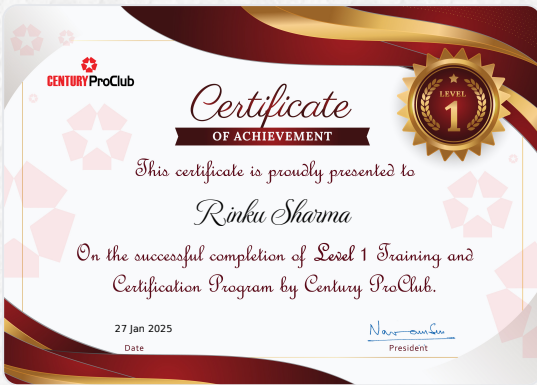 CENTURY ProClub
Certificate
OF ACHIEVEMENT
LEVEL
1
This certificate is proudly presented to
Rinku Sharma
On the successful completion of Level 1 Training and
Certification Program by Century ProClub.
27 Jan 2025
Date
President